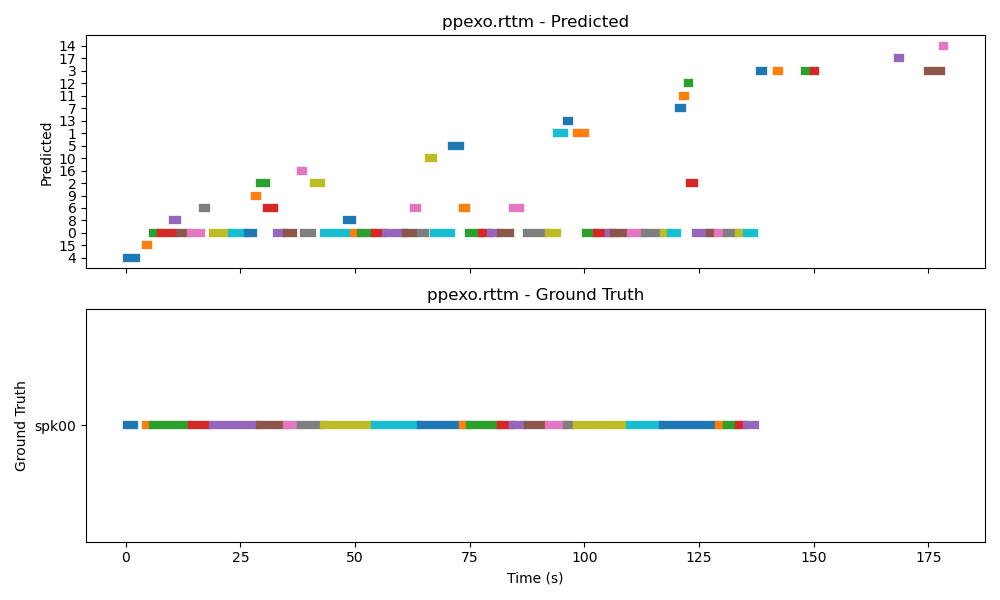 ppexo.rttm - Predicted
Predicted
14
17
3
12
11
7
13
1
5
10
16
2
9
6
8
0
15
4
ppexo.rttm - Ground Truth
Ground Truth
spk00
0 25 50 75 100 125 150 175
Time (s)